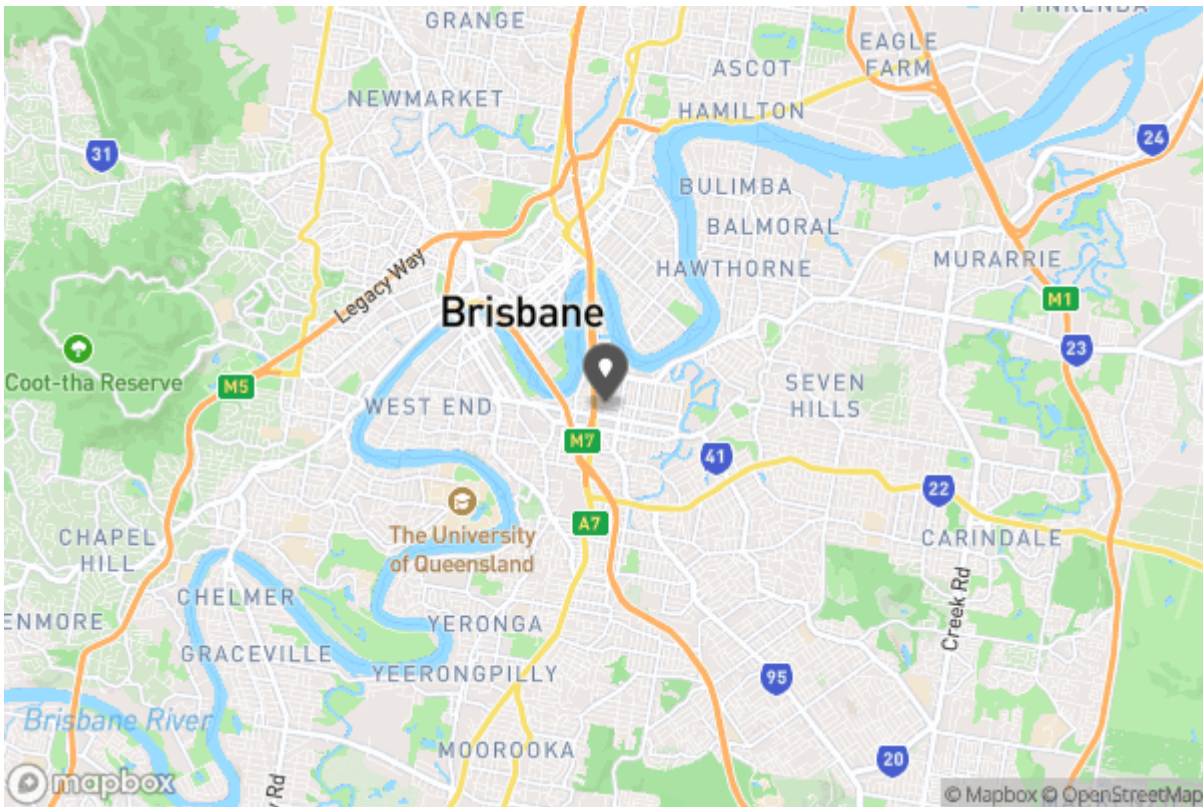 GRANGE
PINKENBA
EAGLE
FARM
ASCOT
NEWMARKET
HAMILTON
24
31
BULIMBA
BALMORAL
MURARRIE
HAWTHORNE
Legacy Way
M1
Brisbane
23
Coot-tha Reserve
M5
SEVEN
HILLS
WEST END
M7
41
22
The University
of Queensland
A7
CHAPEL
HILL
CARINDALE
CHELMER
Creek Rd
ENMORE
YERONGA
GRACEVILLE
YEERONGPILLY
95
Brisbane River
MOOROOKA
20
mapbox
y Rd
© Mapbox © OpenStreetMap